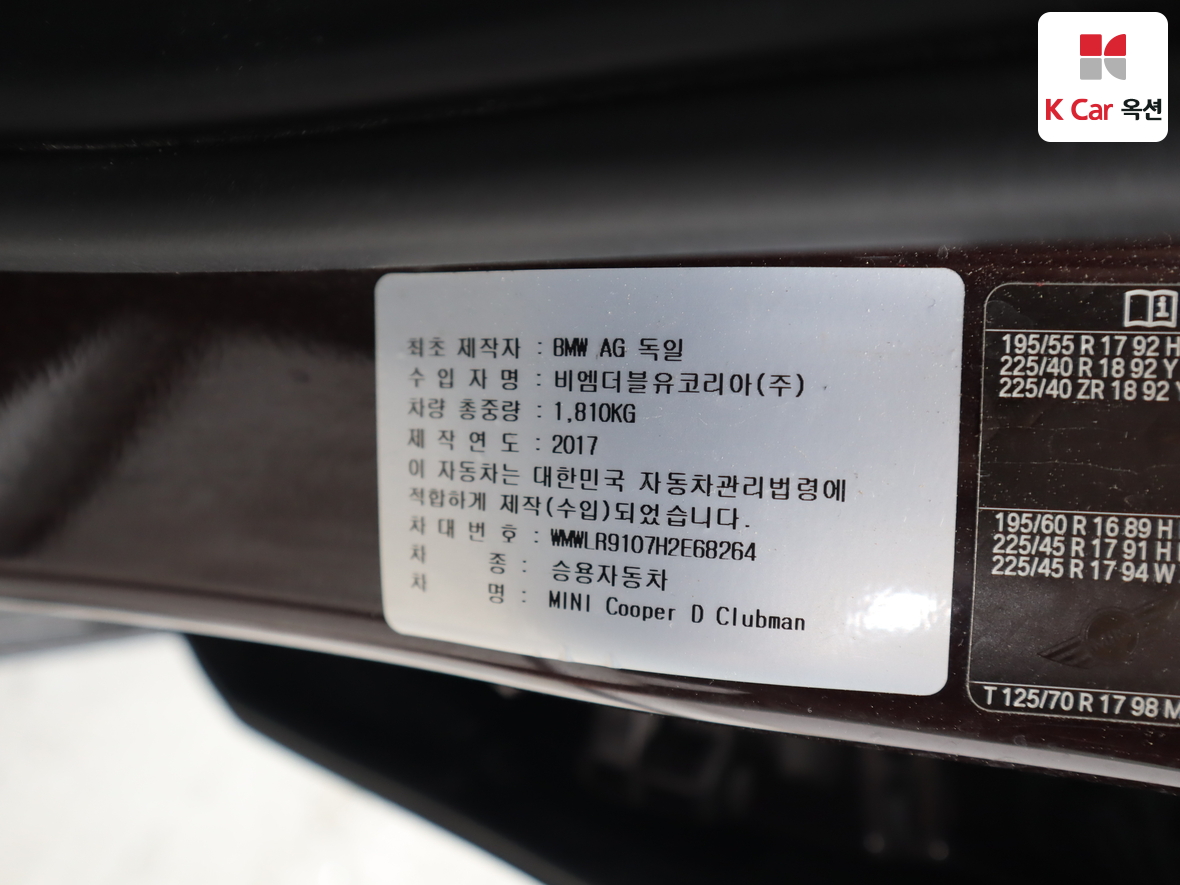 K Car 옥션
최초 제작자 : BMW AG 독일
수 입 자 명 : 비엠더블유코리아(주)
차량 총중량 : 1,810KG
제 작 연 도 : 2017
이 자동차는 대한민국 자동차관리법령에
적합하게 제작(수입)되었습니다.
차 대 번 호 : WMWLR9107H2E68264
차 종 : 승용자동차
차 명 : MINI Cooper D Clubman
195/55 R 17 92 H
225/40 R 18 92 Y
225/40 ZR 18 92 Y
195/60 R 16 89 H
225/45 R 17 91 H
225/45 R 17 94 W
T 125/70 R 17 98 M